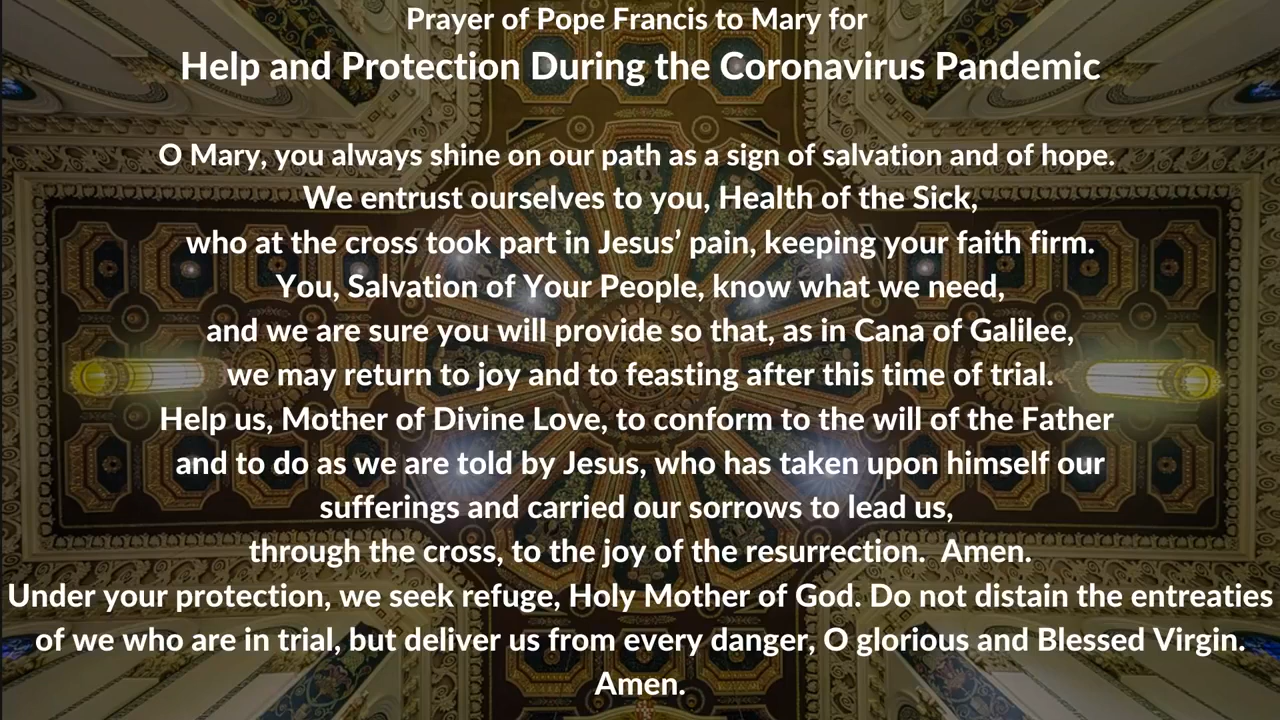 Prayer of Pope Francis to Mary for
Help and Protection During the Coronavirus Pandemic
O Mary, you always shine on our path as a sign of salvation and of hope.
We entrust ourselves to you, Health of the Sick,
who at the cross took part in Jesus’ pain, keeping your faith firm.
You, Salvation of Your People, know what we need,
and we are sure you will provide so that, as in Cana of Galilee,
we may return to joy and to feasting after this time of trial.
Help us, Mother of Divine Love, to conform to the will of the Father
and to do as we are told by Jesus, who has taken upon himself our
sufferings and carried our sorrows to lead us,
through the cross, to the joy of the resurrection.  Amen.
Under your protection, we seek refuge, Holy Mother of God. Do not distain the entreaties
of we who are in trial, but deliver us from every danger, O glorious and Blessed Virgin.
Amen.